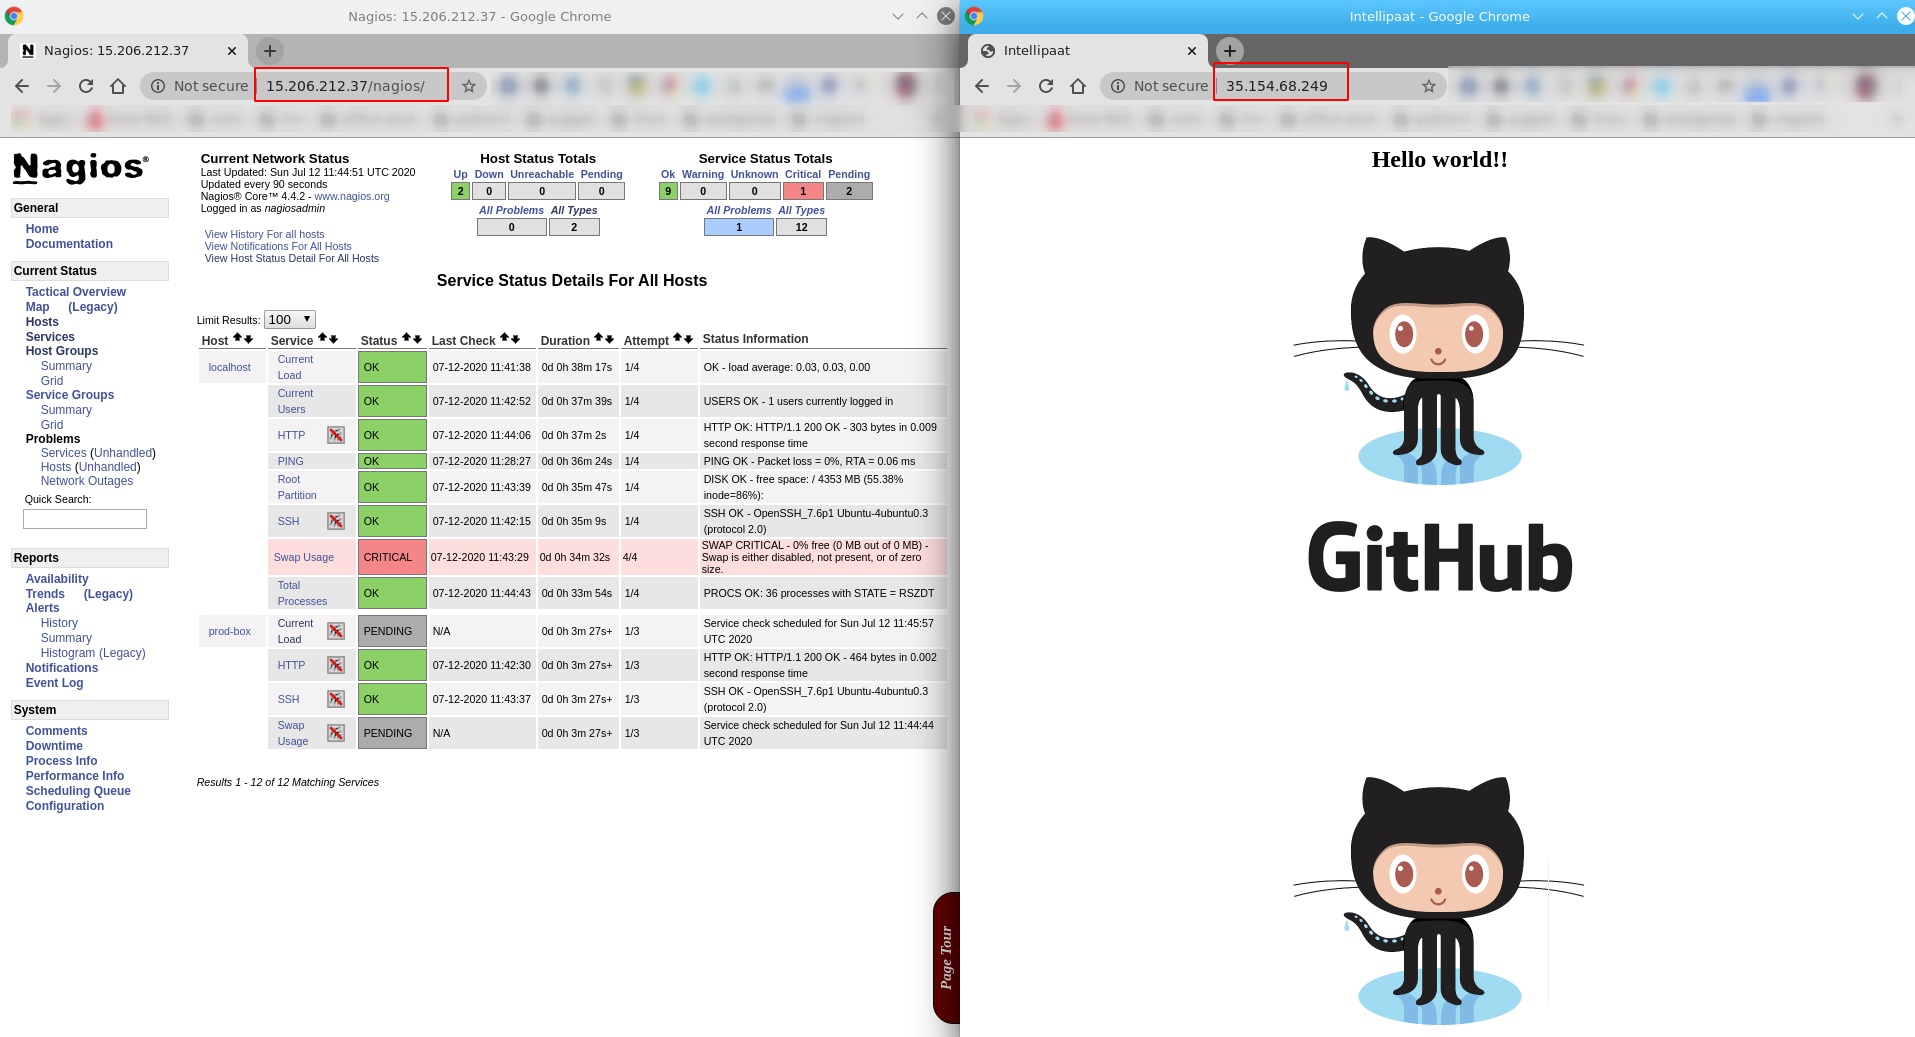 Nagios: 15.206.212.37 - Google Chrome
Nagios: 15.206.212.37
Not secure
15.206.212.37/nagios/
Nagios®
General
Home
Documentation
Current Status
Tactical Overview
Map (Legacy)
Hosts
Services
Host Groups
Summary
Grid
Service Groups
Summary
Grid
Problems
Services (Unhandled)
Hosts (Unhandled)
Network Outages
Quick Search:
Reports
Availability
Trends (Legacy)
Alerts
History
Summary
Histogram (Legacy)
Notifications
Event Log
System
Comments
Downtime
Process Info
Performance Info
Scheduling Queue
Configuration
Current Network Status
Last Updated: Sun Jul 12 11:44:51 UTC 2020
Updated every 90 seconds
Nagios® Core™ 4.4.2 - www.nagios.org
Logged in as nagiosadmin
View History For all hosts
View Notifications For All Hosts
View Host Status Detail For All Hosts
Host Status Totals
Up Down Unreachable Pending
2 0 0 0
All Problems All Types
0 2
Service Status Totals
Ok Warning Unknown Critical Pending
9 0 0 1 2
All Problems All Types
1 12
Service Status Details For All Hosts
Limit Results: 100
Host Service Status Last Check Duration Attempt Status Information
localhost Current Load OK 07-12-2020 11:41:38 0d 0h 38m 17s 1/4 OK - load average: 0.03, 0.03, 0.00
Current Users OK 07-12-2020 11:42:52 0d 0h 37m 39s 1/4 USERS OK - 1 users currently logged in
HTTP OK 07-12-2020 11:44:06 0d 0h 37m 2s 1/4 HTTP OK: HTTP/1.1 200 OK - 303 bytes in 0.009 second response time
PING OK 07-12-2020 11:28:27 0d 0h 36m 24s 1/4 PING OK - Packet loss = 0%, RTA = 0.06 ms
Root Partition OK 07-12-2020 11:43:39 0d 0h 35m 47s 1/4 DISK OK - free space: / 4353 MB (55.38% inode=86%):
SSH OK 07-12-2020 11:42:15 0d 0h 35m 9s 1/4 SSH OK - OpenSSH_7.6p1 Ubuntu-4ubuntu0.3 (protocol 2.0)
Swap Usage CRITICAL 07-12-2020 11:43:29 0d 0h 34m 32s 4/4 SWAP CRITICAL - 0% free (0 MB out of 0 MB) - Swap is either disabled, not present, or of zero size.
Total Processes OK 07-12-2020 11:44:43 0d 0h 33m 54s 1/4 PROCS OK: 36 processes with STATE = RSZDT
prod-box Current Load PENDING N/A 0d 0h 3m 27s+ 1/3 Service check scheduled for Sun Jul 12 11:45:57 UTC 2020
HTTP OK 07-12-2020 11:42:30 0d 0h 3m 27s+ 1/3 HTTP OK: HTTP/1.1 200 OK - 464 bytes in 0.002 second response time
SSH OK 07-12-2020 11:43:37 0d 0h 3m 27s+ 1/3 SSH OK - OpenSSH_7.6p1 Ubuntu-4ubuntu0.3 (protocol 2.0)
Swap Usage PENDING N/A 0d 0h 3m 27s+ 1/3 Service check scheduled for Sun Jul 12 11:44:44 UTC 2020
Results 1 - 12 of 12 Matching Services
Page Tour
Intellipaat - Google Chrome
Intellipaat
Not secure
35.154.68.249
Hello world!!
GitHub